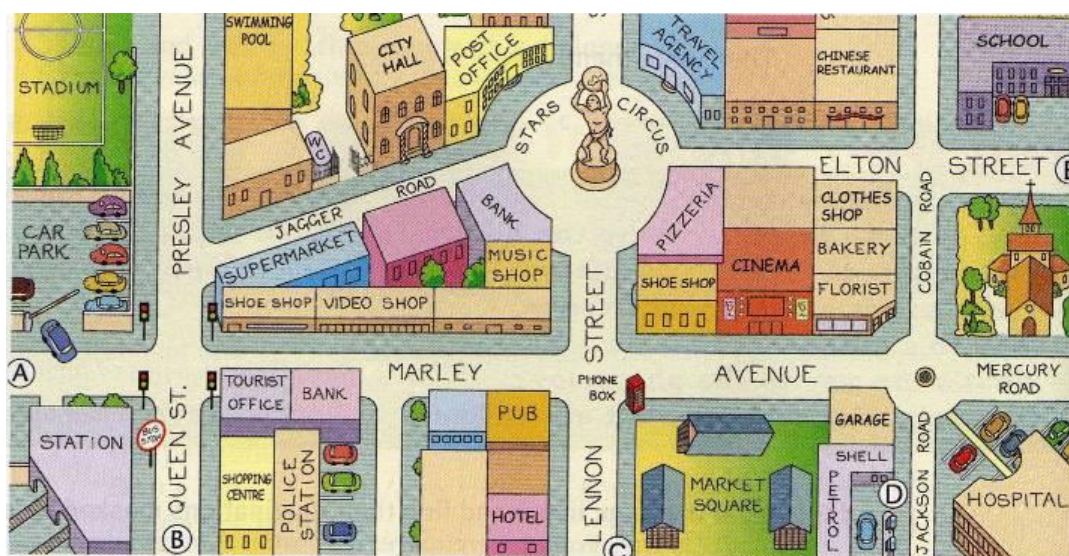 SWIMMING
POOL
CITY
HALL
POST
OFFICE
TRAVEL
AGENCY
CHINESE
RESTAURANT
SCHOOL
STADIUM
PRESLEY AVENUE
WC
STARS CIRCUS
ELTON STREET
JAGGER ROAD
CAR
PARK
SUPERMARKET
BANK
MUSIC
SHOP
PIZZERIA
CLOTHES
SHOP
BAKERY
COBAIN ROAD
SHOE SHOP
VIDEO SHOP
SHOE SHOP
CINEMA
FLORIST
A
MARLEY AVENUE
MERCURY
ROAD
TOURIST
OFFICE
BANK
PHONE
BOX
PUB
GARAGE
STATION
BUS
STOP
QUEEN ST.
SHOPPING
CENTRE
POLICE
STATION
HOTEL
LENNON STREET
MARKET
SQUARE
SHELL
PETROL
D
JACKSON ROAD
HOSPITAL
B
C